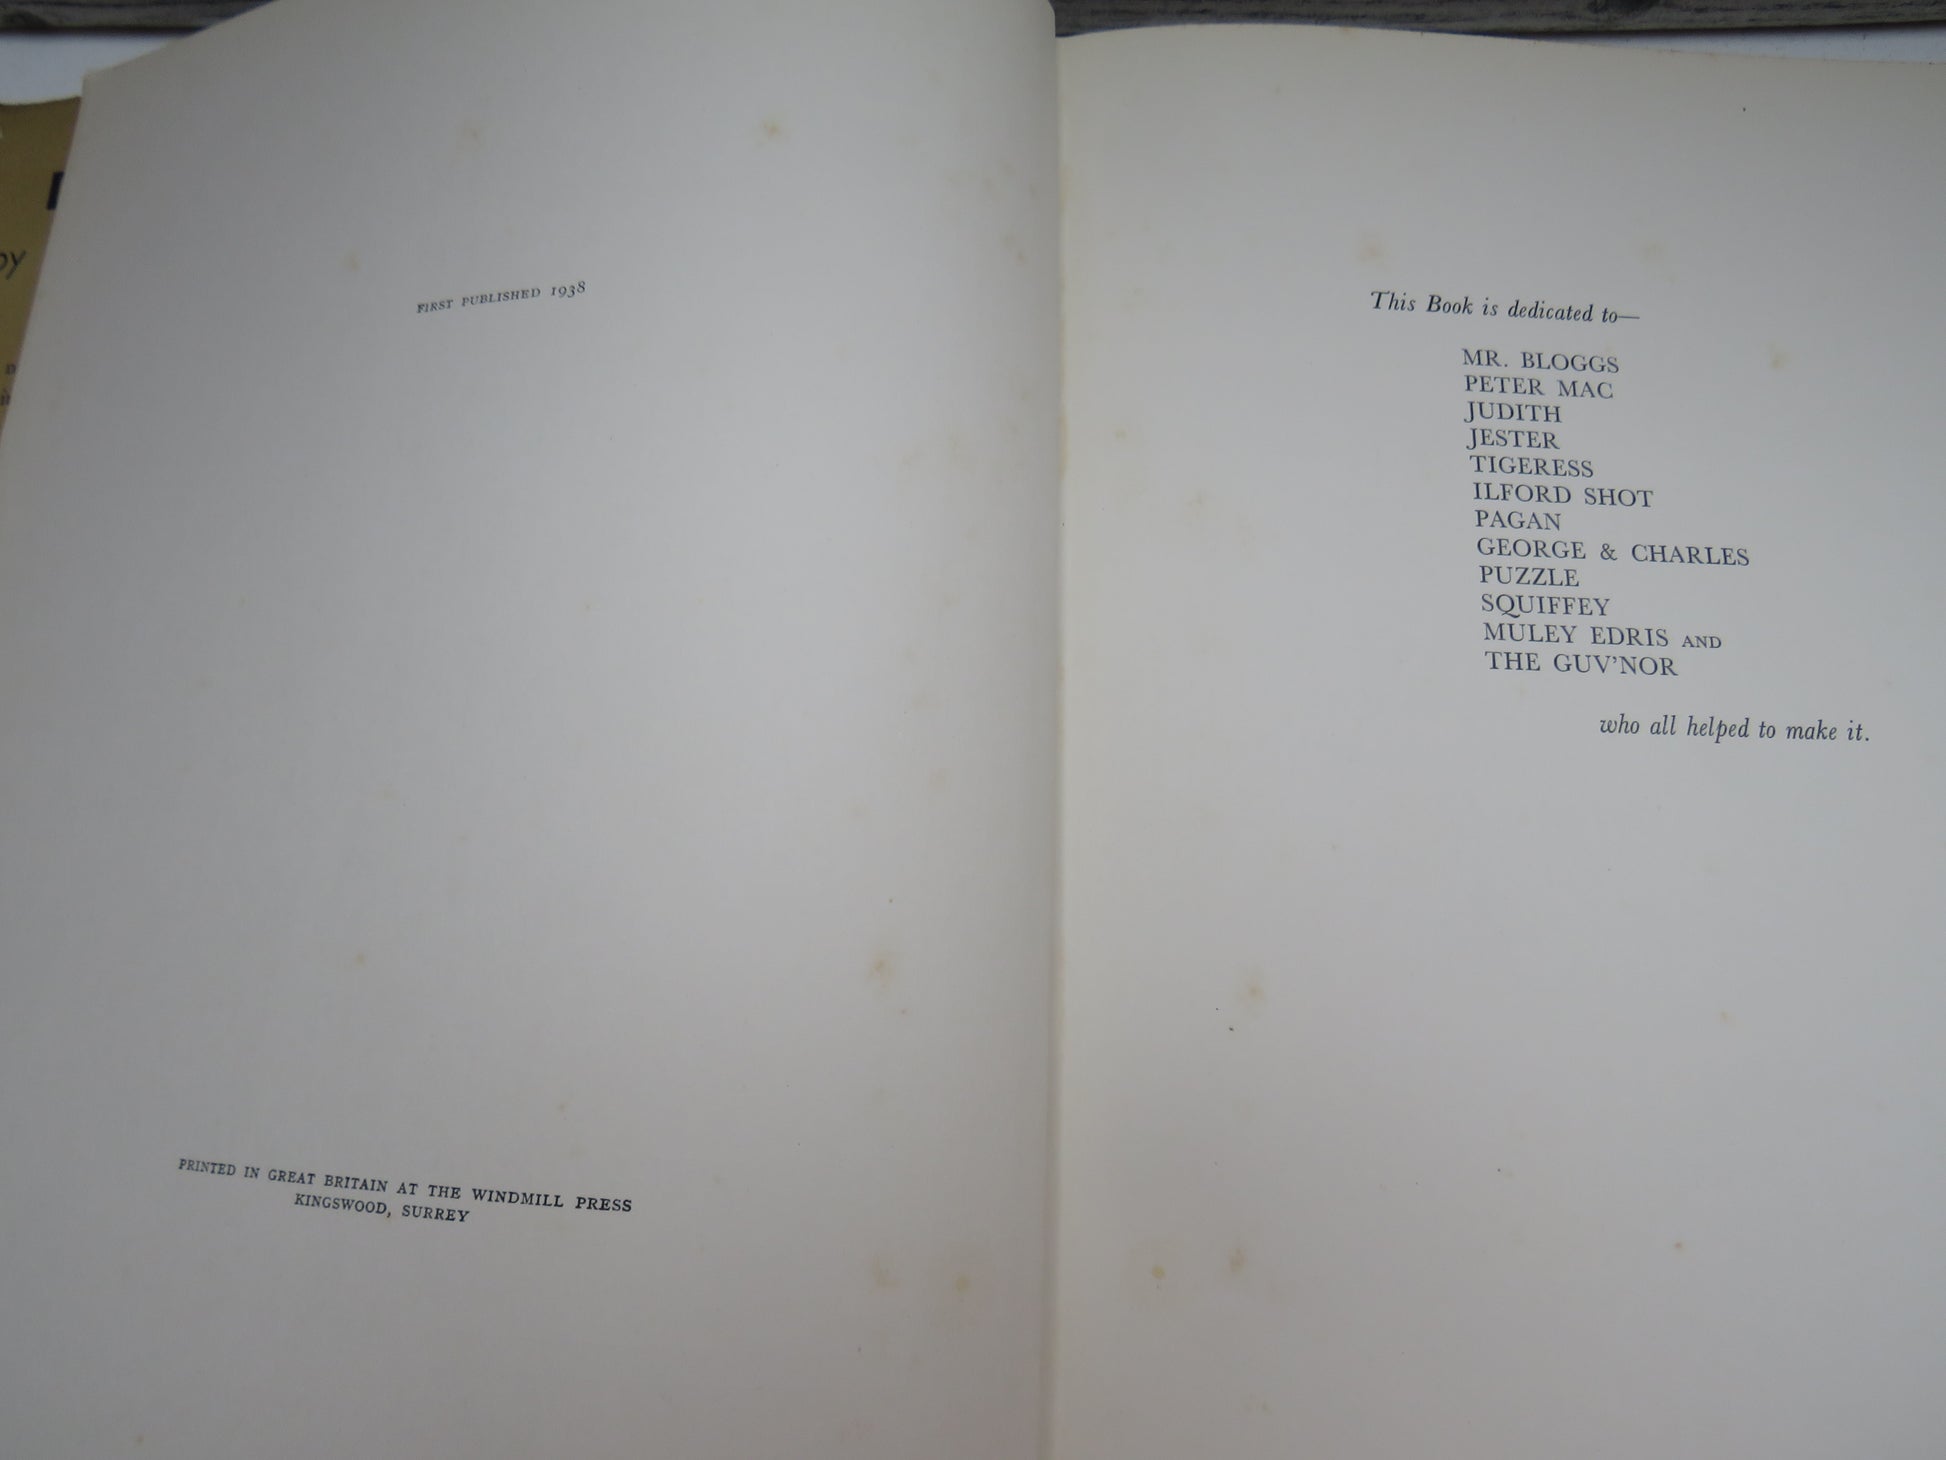 FIRST PUBLISHED 1938
PRINTED IN GREAT BRITAIN AT THE WINDMILL PRESS
KINGSWOOD, SURREY
This Book is dedicated to—
MR. BLOGGS
PETER MAC
JUDITH
JESTER
TIGERESS
ILFORD SHOT
PAGAN
GEORGE & CHARLES
PUZZLE
SQUIFFEY
MULEY EDRIS AND
THE GUV'NOR
who all helped to make it.